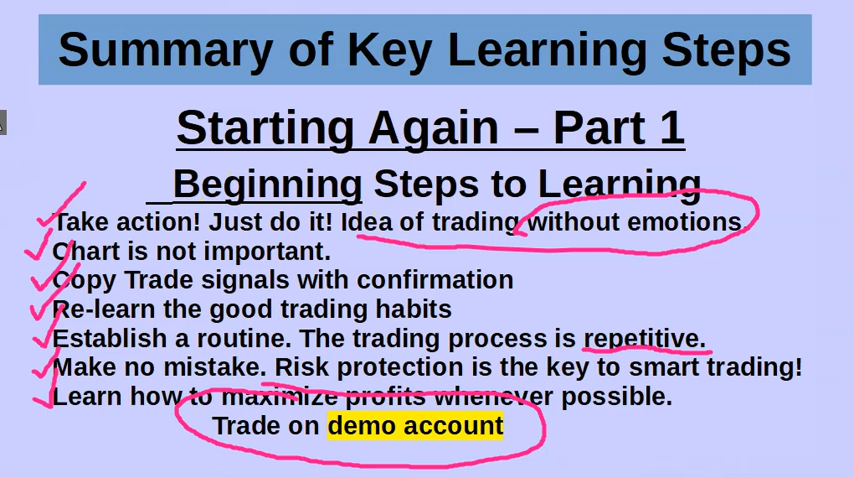 Summary of Key Learning Steps
Starting Again – Part 1
Beginning Steps to Learning
Take action! Just do it! Idea of trading without emotions.
Chart is not important.
Copy Trade signals with confirmation
Re-learn the good trading habits
Establish a routine. The trading process is repetitive.
Make no mistake. Risk protection is the key to smart trading!
Learn how to maximize profits whenever possible.
Trade on demo account